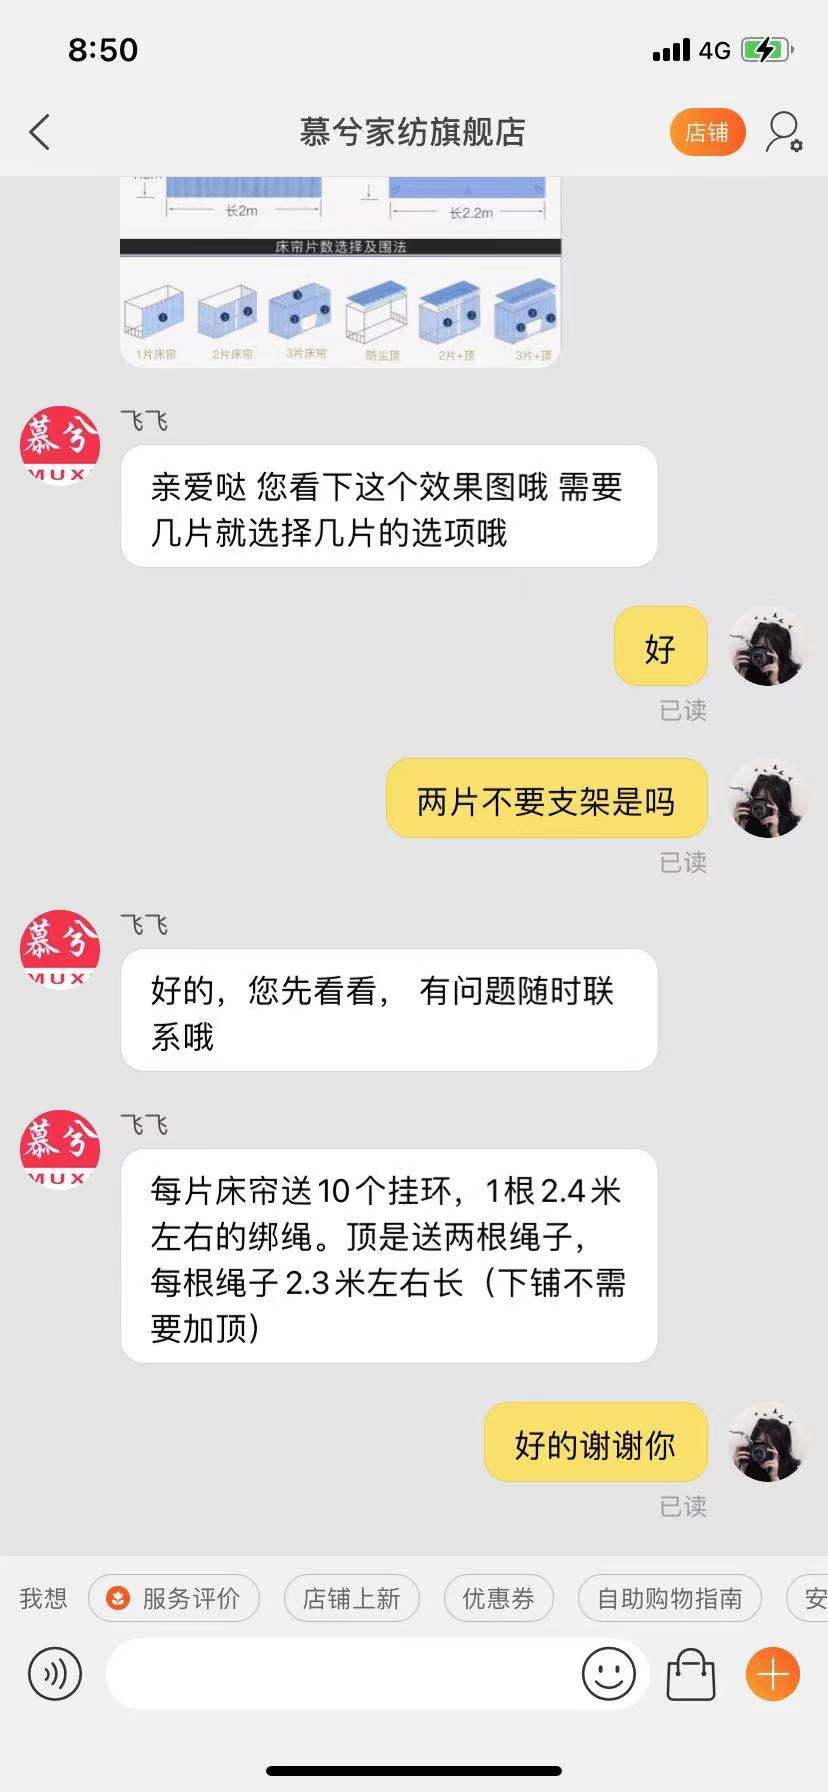 8:50
4G
慕兮家纺旗舰店
店铺
长2m
长2.2m
床帘片数选择及围法
1片床帘
2片床帘
3片床帘
防尘顶
2片+顶
3片+顶
慕兮
MUX
飞飞
亲爱哒 您看下这个效果图哦 需要
几片就选择几片的选项哦
好
已读
两片不要支架是吗
已读
慕兮
MUX
飞飞
好的，您先看看， 有问题随时联
系哦
慕兮
MUX
飞飞
每片床帘送10个挂环，1根2.4米
左右的绑绳。顶是送两根绳子，
每根绳子2.3米左右长（下铺不需
要加顶）
好的谢谢你
已读
我想
服务评价
店铺上新
优惠券
自助购物指南
安